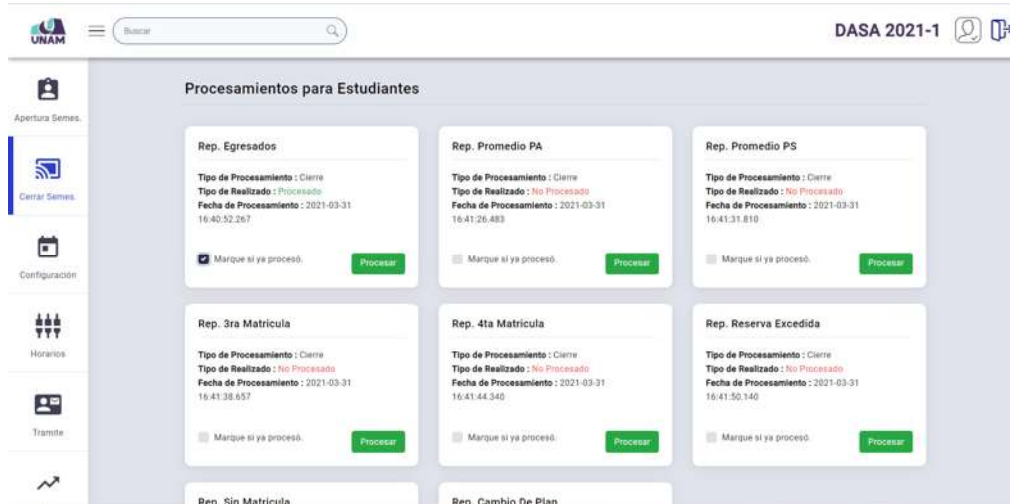 UNAM
Buscar
DASA 2021-1
Apertura Semes.
Cerrar Semes.
Configuración
Horarios
Tramite
Procesamientos para Estudiantes
Rep. Egresados
Tipo de Procesamiento : Cierre
Tipo de Realizado : Procesado
Fecha de Procesamiento : 2021-03-31
16:40:52.267
Marque si ya procesó.
Procesar
Rep. Promedio PA
Tipo de Procesamiento : Cierre
Tipo de Realizado : No Procesado
Fecha de Procesamiento : 2021-03-31
16:41:26.483
Marque si ya procesó.
Procesar
Rep. Promedio PS
Tipo de Procesamiento : Cierre
Tipo de Realizado : No Procesado
Fecha de Procesamiento : 2021-03-31
16:41:31.810
Marque si ya procesó.
Procesar
Rep. 3ra Matricula
Tipo de Procesamiento : Cierre
Tipo de Realizado : No Procesado
Fecha de Procesamiento : 2021-03-31
16:41:38.657
Marque si ya procesó.
Procesar
Rep. 4ta Matricula
Tipo de Procesamiento : Cierre
Tipo de Realizado : No Procesado
Fecha de Procesamiento : 2021-03-31
16:41:44.340
Marque si ya procesó.
Procesar
Rep. Reserva Excedida
Tipo de Procesamiento : Cierre
Tipo de Realizado : No Procesado
Fecha de Procesamiento : 2021-03-31
16:41:50.140
Marque si ya procesó.
Procesar
Rep. Sin Matricula
Rep. Cambio De Plan